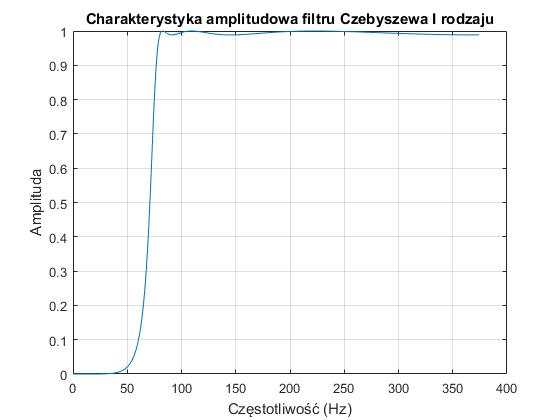 Charakterystyka amplitudowa filtru Czebyszewa I rodzaju
1
0.9
0.8
0.7
0.6
0.5
0.4
0.3
0.2
0.1
0
Amplituda
0 50 100 150 200 250 300 350 400
Częstotliwość (Hz)